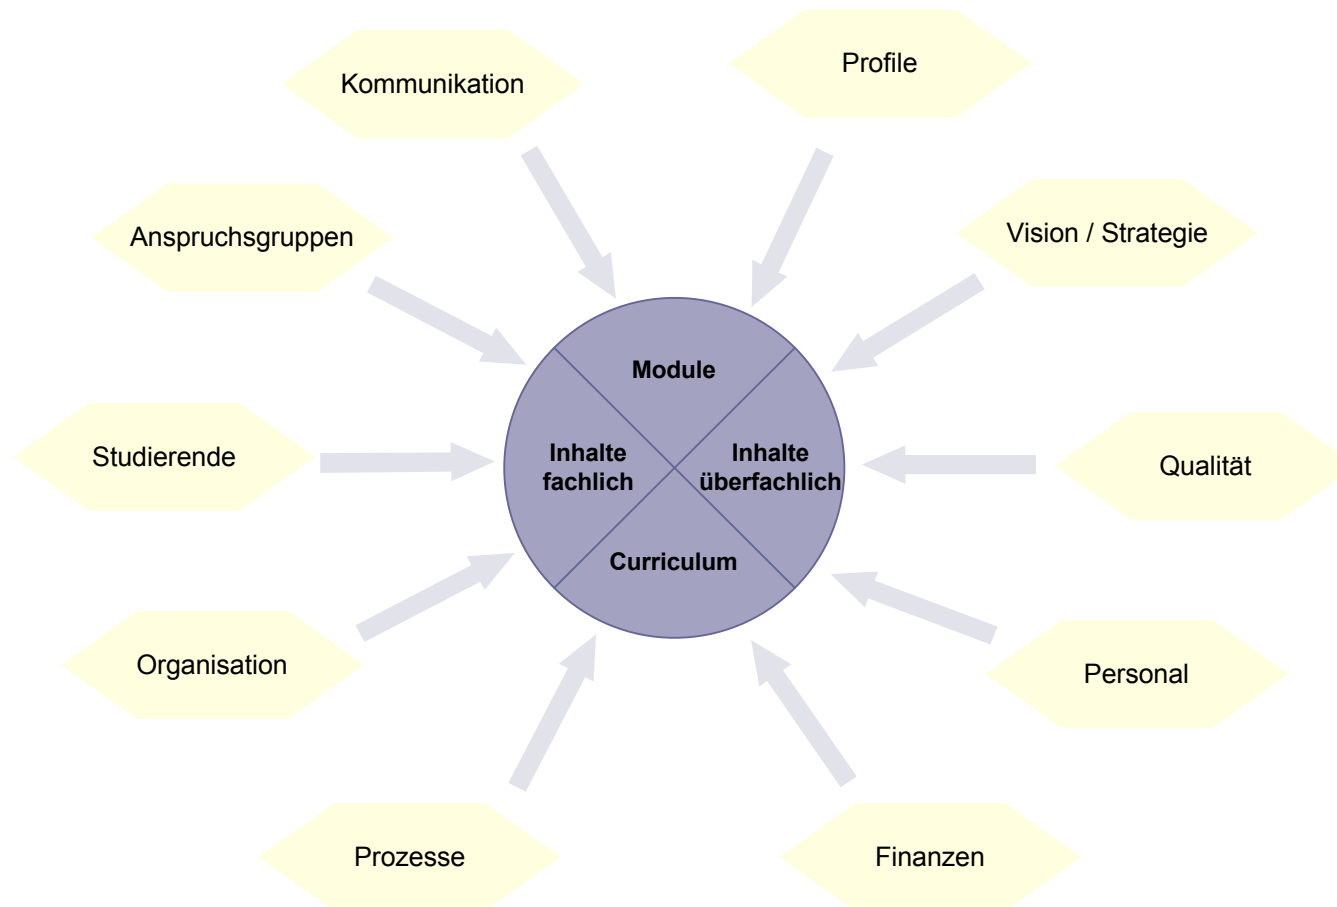 Profile
Kommunikation
Vision / Strategie
Anspruchsgruppen
Module
Inhalte
fachlich
Inhalte
überfachlich
Studierende
Qualität
Curriculum
Organisation
Personal
Prozesse
Finanzen